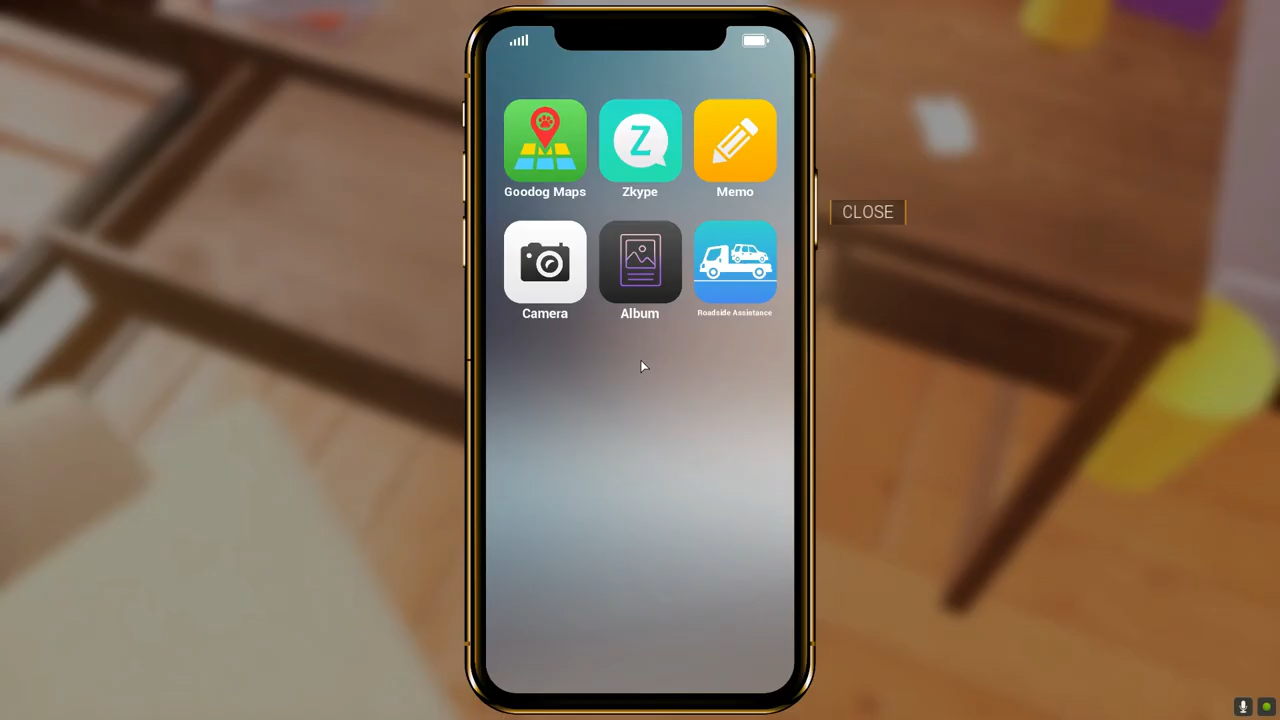 Goodog Maps
Z
Zkype
Memo
CLOSE
Camera
Album
Roadside Assistance